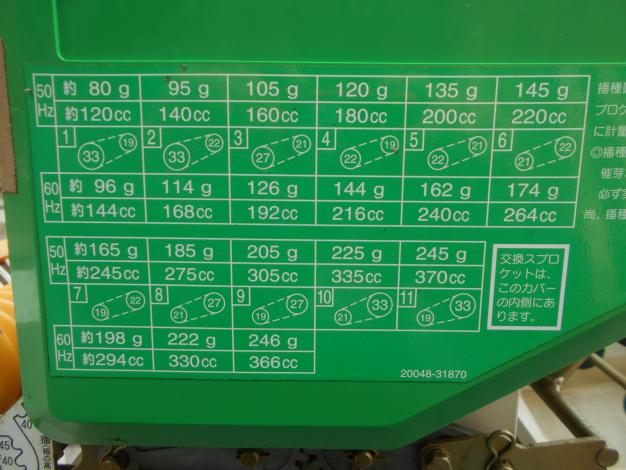 50 Hz 約 80 g 95 g 105 g 120 g 135 g 145 g
約120cc 140cc 160cc 180cc 200cc 220cc
1 33 19 2 33 22 3 27 21 4 22 19 5 22 21 6 21 22
60 Hz 約 96 g 114 g 126 g 144 g 162 g 174 g
約144cc 168cc 192cc 216cc 240cc 264cc
50 Hz 約165 g 185 g 205 g 225 g 245 g
約245cc 275cc 305cc 335cc 370cc
7 19 22 8 21 27 9 19 27 10 21 33 11 19 33
60 Hz 約198 g 222 g 246 g
約294cc 330cc 366cc
交換スプロ
ケットは、
このカバー
の内側にあ
ります。
20048-31870
播種
プロケ
に計量
◎播種
催芽
必ず
尚、播種
40
45
40